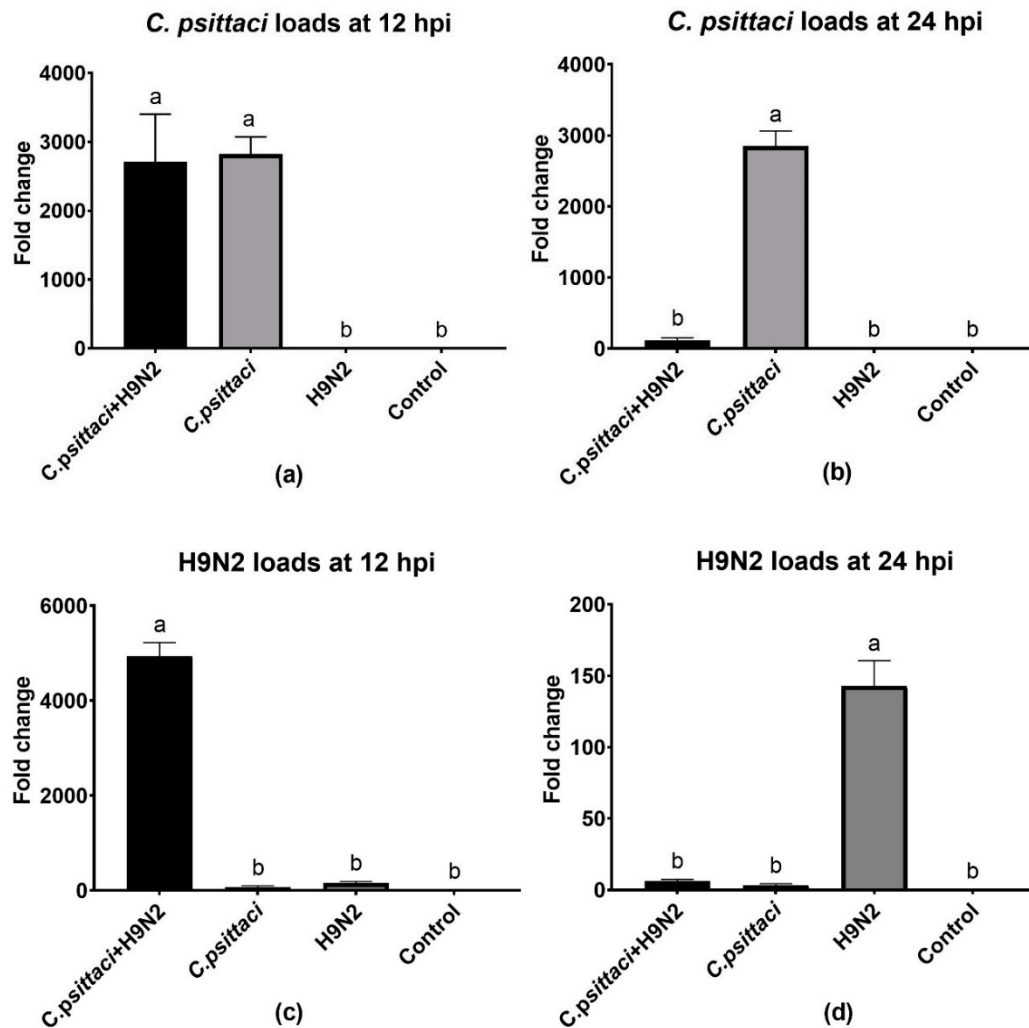 C. psittaci loads at 12 hpi
Fold change
4000
3000
2000
1000
0
a
a
b
b
C.psittaci+H9N2
C.psittaci
H9N2
Control
(a)
C. psittaci loads at 24 hpi
Fold change
4000
3000
2000
1000
0
b
a
b
b
C.psittaci+H9N2
C.psittaci
H9N2
Control
(b)
H9N2 loads at 12 hpi
Fold change
6000
4000
2000
0
a
b
b
b
C.psittaci+H9N2
C.psittaci
H9N2
Control
(c)
H9N2 loads at 24 hpi
Fold change
200
150
100
50
0
b
b
a
b
C.psittaci+H9N2
C.psittaci
H9N2
Control
(d)